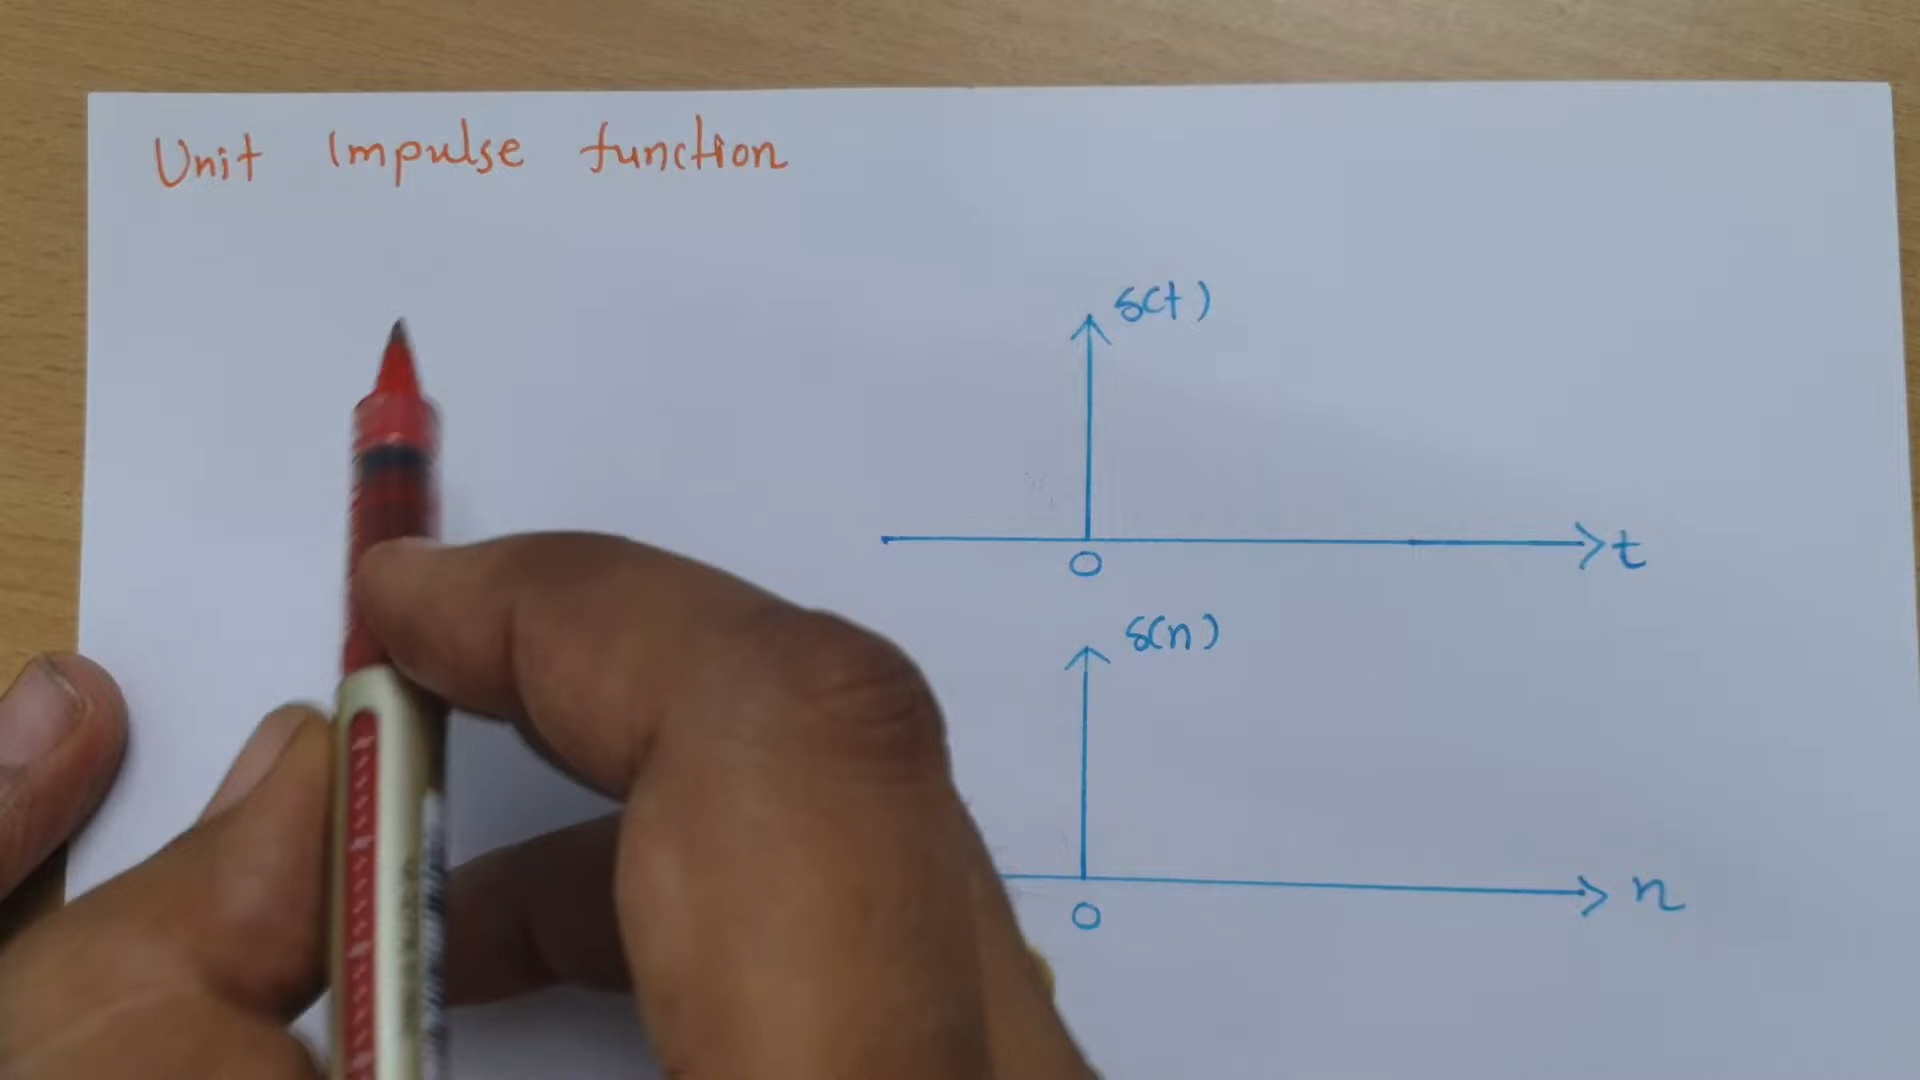 Unit Impulse function
δ(t)
t
0
δ(n)
n
0